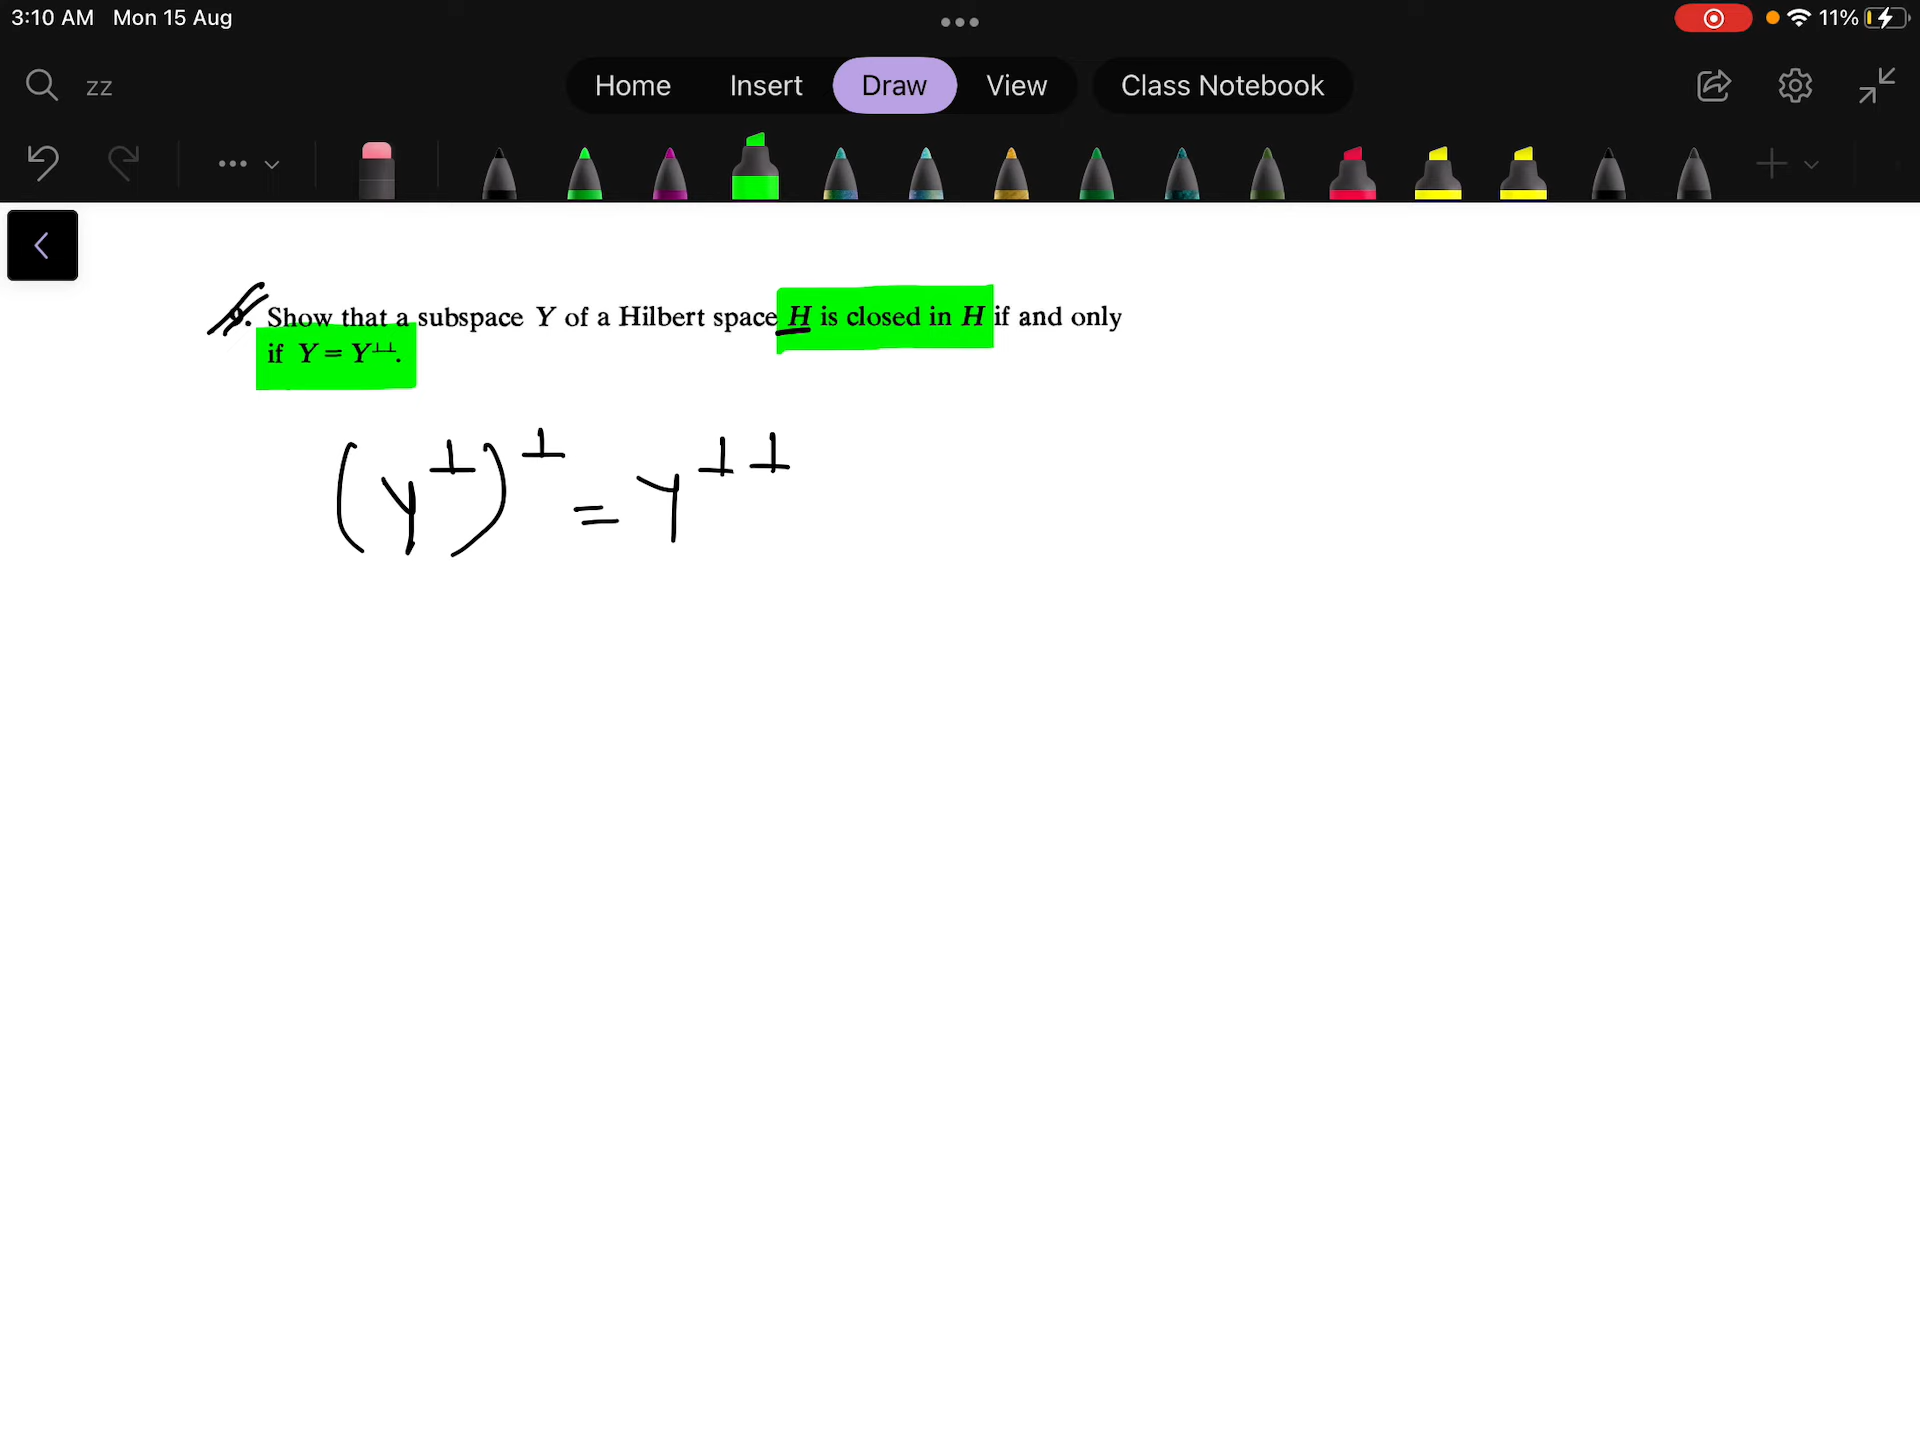 3:10 AM Mon 15 Aug
11%
zz
Home Insert Draw View Class Notebook
9. Show that a subspace Y of a Hilbert space H is closed in H if and only
if Y = Y⊥⊥.
(Y⊥)⊥ = Y⊥⊥